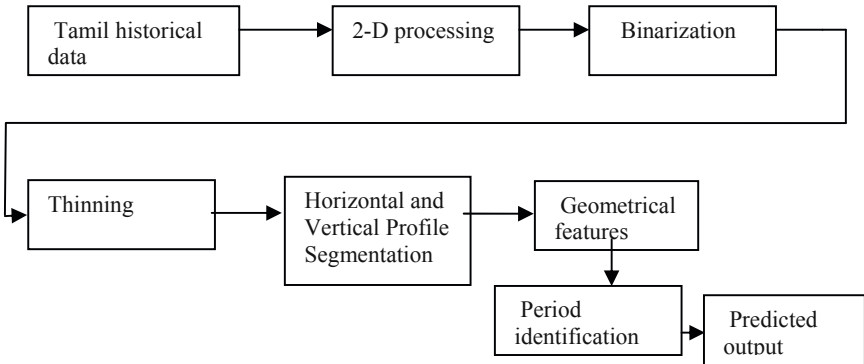 Tamil historical
data
2-D processing
Binarization
Thinning
Horizontal and
Vertical Profile
Segmentation
Geometrical
features
Period
identification
Predicted
output